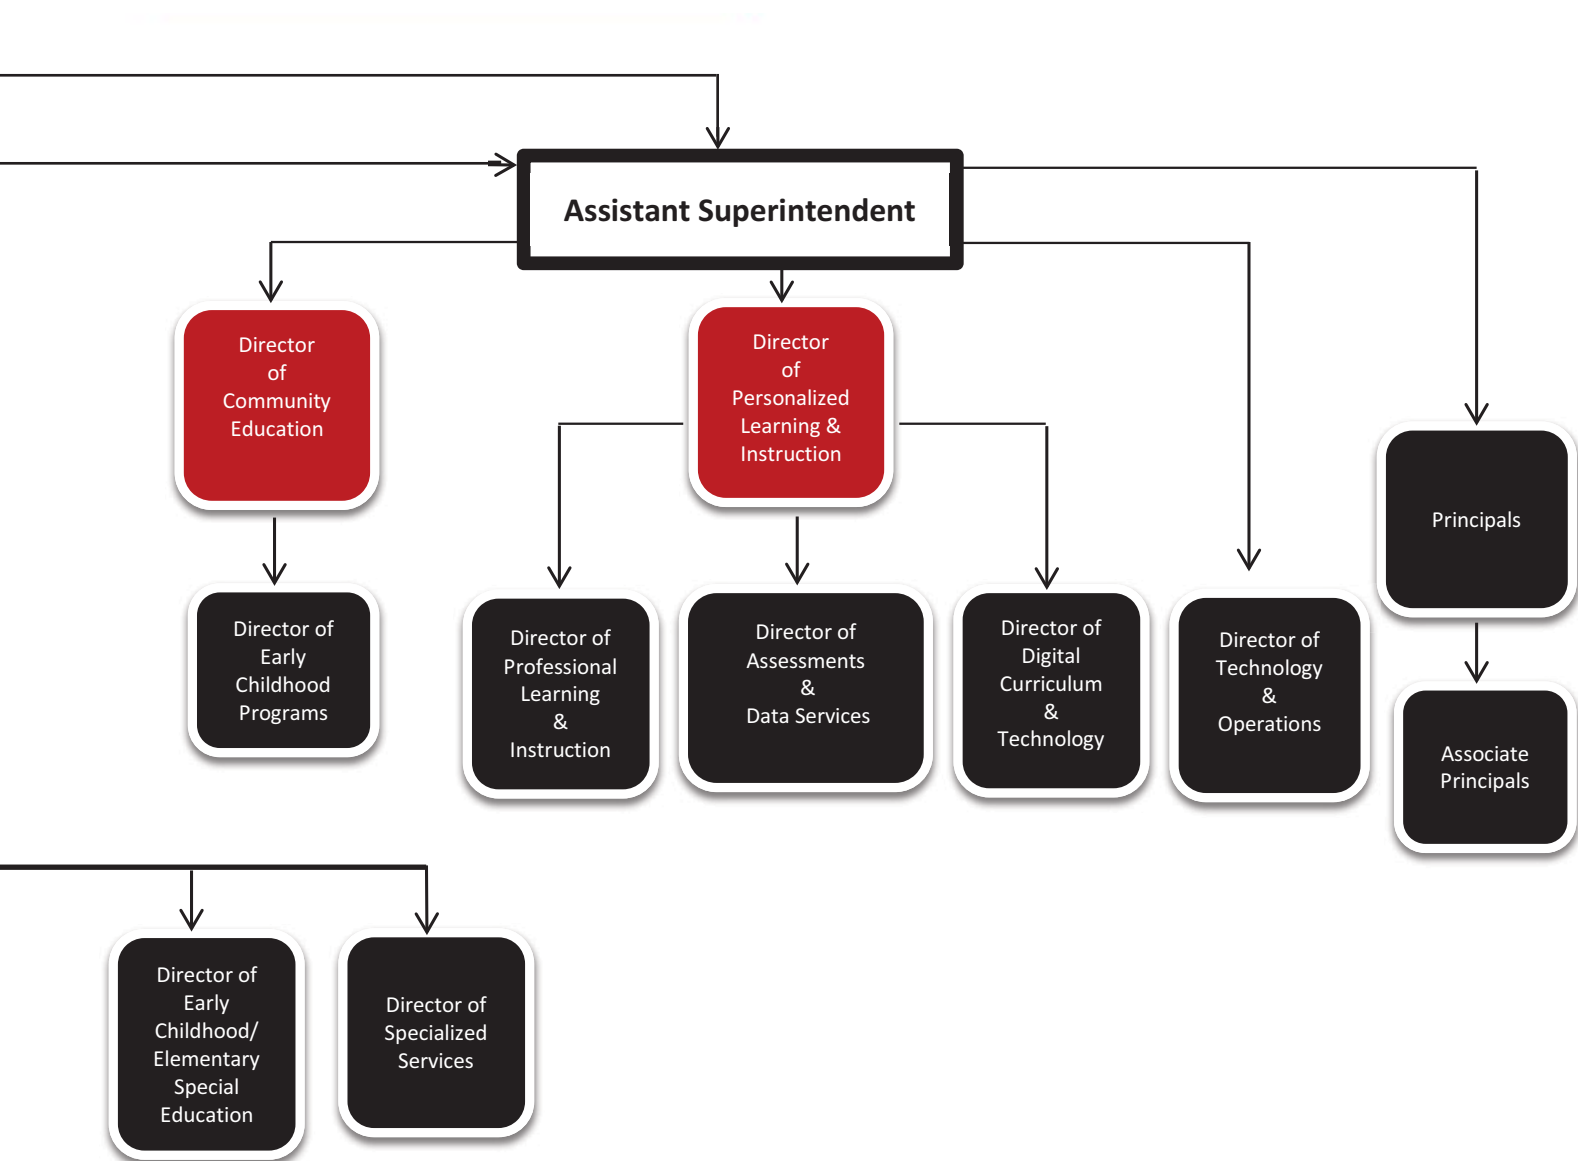 Assistant Superintendent
Director
of
Community
Education
Director
of
Personalized
Learning &
Instruction
Principals
Director of
Early
Childhood
Programs
Director of
Professional
Learning
&
Instruction
Director of
Assessments
&
Data Services
Director of
Digital
Curriculum
&
Technology
Director of
Technology
&
Operations
Associate
Principals
Director of
Early
Childhood/
Elementary
Special
Education
Director of
Specialized
Services